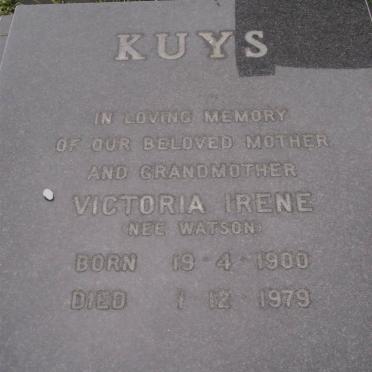 KUYS
IN LOVING MEMORY
OF OUR BELOVED MOTHER
AND GRANDMOTHER
VICTORIA IRENE
(NEE WATSON)
BORN 19·4·1900
DIED 1·12·1979